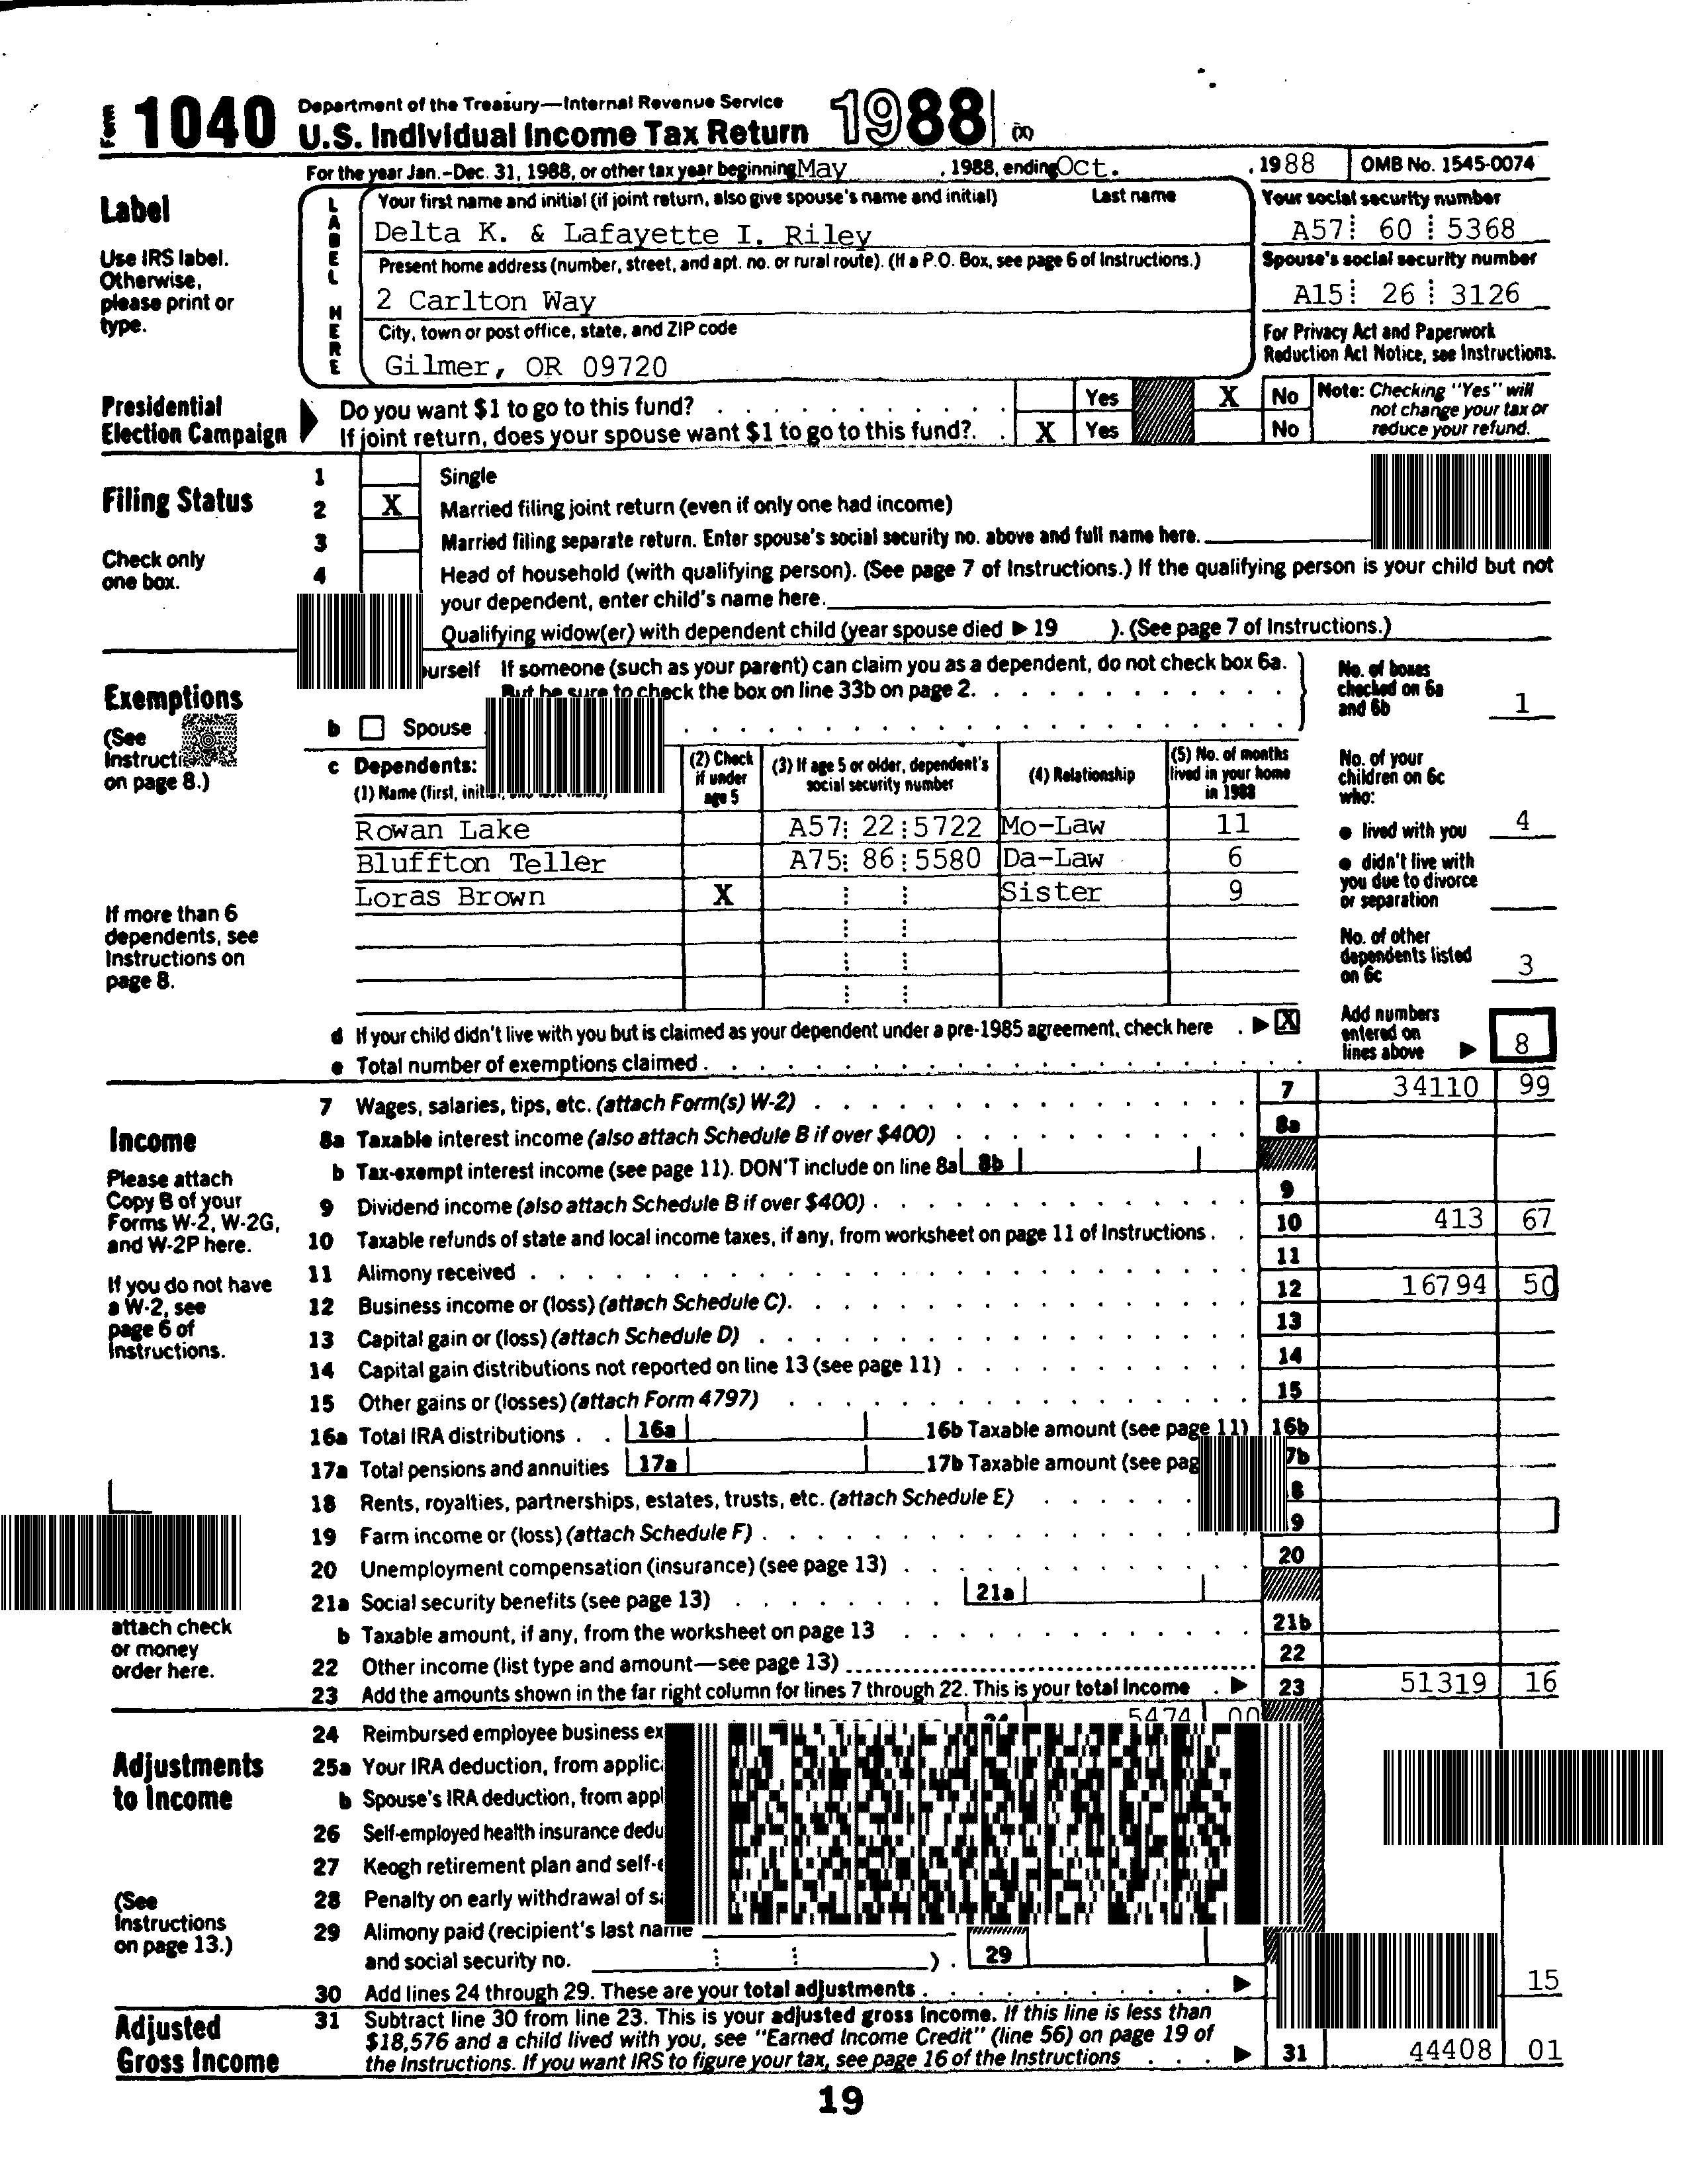 Form 1040 Department of the Treasury—Internal Revenue Service
U.S. Individual Income Tax Return 1988 (X)
For the year Jan.–Dec. 31, 1988, or other tax year beginning May , 1988, ending Oct. , 1988 OMB No. 1545-0074
Label
Use IRS label.
Otherwise,
please print or
type.
LABEL HERE
Your first name and initial (if joint return, also give spouse's name and initial) Last name
Delta K. & Lafayette I. Riley
Present home address (number, street, and apt. no. or rural route). (If a P.O. Box, see page 6 of Instructions.)
2 Carlton Way
City, town or post office, state, and ZIP code
Gilmer, OR 09720
Your social security number
A57 60 5368
Spouse's social security number
A15 26 3126
For Privacy Act and Paperwork
Reduction Act Notice, see Instructions.
Presidential
Election Campaign
Do you want $1 to go to this fund? Yes X No
If joint return, does your spouse want $1 to go to this fund? X Yes No
Note: Checking "Yes" will
not change your tax or
reduce your refund.
Filing Status
Check only
one box.
1 Single
2 X Married filing joint return (even if only one had income)
3 Married filing separate return. Enter spouse's social security no. above and full name here.
4 Head of household (with qualifying person). (See page 7 of Instructions.) If the qualifying person is your child but not
your dependent, enter child's name here.
Qualifying widow(er) with dependent child (year spouse died ▶ 19 ). (See page 7 of Instructions.)
Exemptions
(See
on page 8.)
If someone (such as your parent) can claim you as a dependent, do not check box 6a.
But be sure to check the box on line 33b on page 2.
b Spouse
No. of boxes
checked on 6a
and 6b 1
c Dependents:
(1) Name (first,
(2) Check
if under
age 5
(3) If age 5 or older, dependent's
social security number
(4) Relationship
(5) No. of months
lived in your home
in 1988
Rowan Lake A57 22 5722 Mo-Law 11
Bluffton Teller A75 86 5580 Da-Law 6
Loras Brown X Sister 9
No. of your
children on 6c
who:
● lived with you 4
● didn't live with
you due to divorce
or separation
No. of other
dependents listed
on 6c 3
If more than 6
dependents, see
Instructions on
page 8.
d If your child didn't live with you but is claimed as your dependent under a pre-1985 agreement, check here ▶ X
e Total number of exemptions claimed
Add numbers
entered on
lines above ▶ 8
Income
Please attach
Copy B of your
Forms W-2, W-2G,
and W-2P here.
If you do not have
a W-2, see
page 6 of
Instructions.
attach check
or money
order here.
7 Wages, salaries, tips, etc. (attach Form(s) W-2) 7 34110 99
8a Taxable interest income (also attach Schedule B if over $400) 8a
b Tax-exempt interest income (see page 11). DON'T include on line 8a 8b
9 Dividend income (also attach Schedule B if over $400) 9
10 Taxable refunds of state and local income taxes, if any, from worksheet on page 11 of Instructions 10 413 67
11 Alimony received 11
12 Business income or (loss) (attach Schedule C) 12 16794 50
13 Capital gain or (loss) (attach Schedule D) 13
14 Capital gain distributions not reported on line 13 (see page 11) 14
15 Other gains or (losses) (attach Form 4797) 15
16a Total IRA distributions 16a 16b Taxable amount (see page 11) 16b
17a Total pensions and annuities 17a 17b Taxable amount (see
18 Rents, royalties, partnerships, estates, trusts, etc. (attach Schedule E)
19 Farm income or (loss) (attach Schedule F)
20 Unemployment compensation (insurance) (see page 13) 20
21a Social security benefits (see page 13) 21a
b Taxable amount, if any, from the worksheet on page 13 21b
22 Other income (list type and amount—see page 13) 22
23 Add the amounts shown in the far right column for lines 7 through 22. This is your total income ▶ 23 51319 16
Adjustments
to Income
(See
Instructions
on page 13.)
24 Reimbursed employee business 24 5474 00
25a Your IRA deduction, from
b Spouse's IRA deduction, from
26 Self-employed health insurance
27 Keogh retirement plan and
28 Penalty on early withdrawal of
29 Alimony paid (recipient's last name
and social security no. ) 29
30 Add lines 24 through 29. These are your total adjustments ▶ 15
Adjusted
Gross Income
31 Subtract line 30 from line 23. This is your adjusted gross income. If this line is less than
$18,576 and a child lived with you, see "Earned Income Credit" (line 56) on page 19 of
the Instructions. If you want IRS to figure your tax, see page 16 of the Instructions ▶ 31 44408 01
19